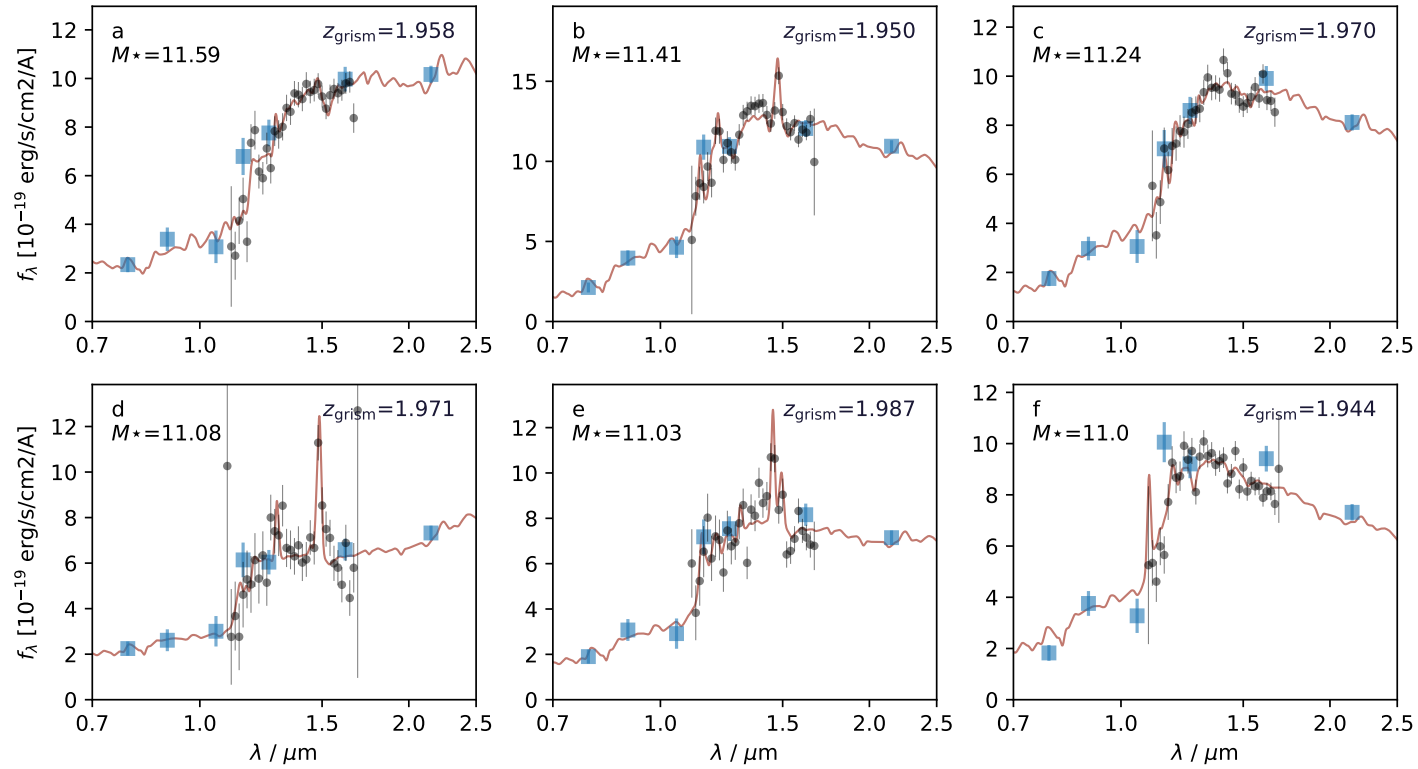 a
z_grism=1.958
M⋆=11.59
b
z_grism=1.950
M⋆=11.41
c
z_grism=1.970
M⋆=11.24
f_λ [10^−19 erg/s/cm2/A]
12
10
8
6
4
2
0
15
10
5
0
12
10
8
6
4
2
0
0.7 1.0 1.5 2.0 2.5
0.7 1.0 1.5 2.0 2.5
0.7 1.0 1.5 2.0 2.5
d
z_grism=1.971
M⋆=11.08
e
z_grism=1.987
M⋆=11.03
f
z_grism=1.944
M⋆=11.0
f_λ [10^−19 erg/s/cm2/A]
12
10
8
6
4
2
0
12
10
8
6
4
2
0
12
10
8
6
4
2
0
0.7 1.0 1.5 2.0 2.5
0.7 1.0 1.5 2.0 2.5
0.7 1.0 1.5 2.0 2.5
λ / μm
λ / μm
λ / μm